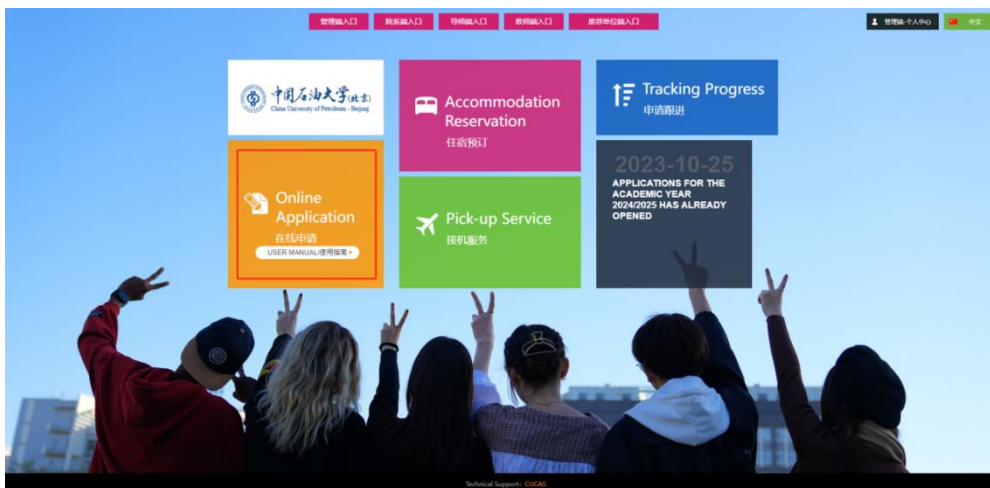 管理端入口 院系端入口 导师端入口 教师端入口 推荐单位端入口
管理端-个人中心 中文
中国石油大学(北京)
China University of Petroleum - Beijing
Accommodation
Reservation
住宿预订
Tracking Progress
申请跟进
Online
Application
在线申请
USER MANUAL/使用指南 »
Pick-up Service
接机服务
2023-10-25
APPLICATIONS FOR THE
ACADEMIC YEAR
2024/2025 HAS ALREADY
OPENED
Technical Support: CUCAS